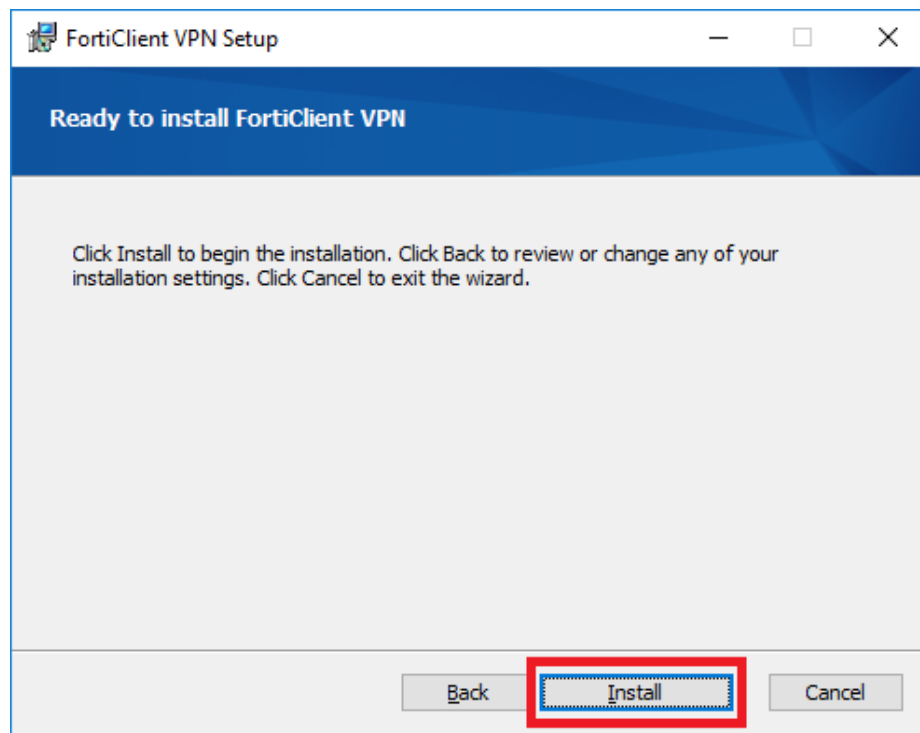 FortiClient VPN Setup
Ready to install FortiClient VPN
Click Install to begin the installation. Click Back to review or change any of your
installation settings. Click Cancel to exit the wizard.
Back Install Cancel